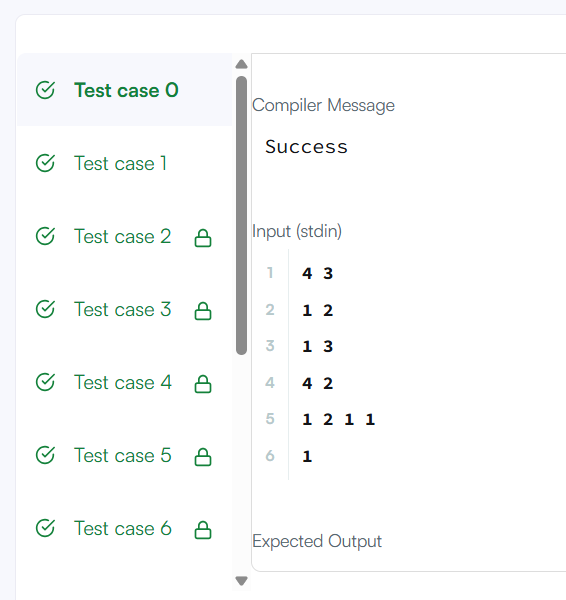 Test case 0
Test case 1
Test case 2
Test case 3
Test case 4
Test case 5
Test case 6
Compiler Message
Success
Input (stdin)
1 4 3
2 1 2
3 1 3
4 4 2
5 1 2 1 1
6 1
Expected Output